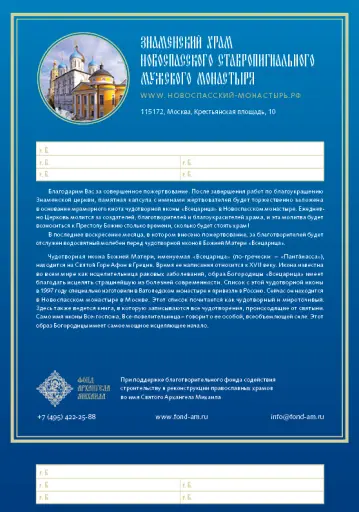 ЗНАМЕНСКИЙ ХРАМ
НОВОСПАССКОГО СТАВРОПИГИАЛЬНОГО
МУЖСКОГО МОНАСТЫРЯ
WWW.НОВОСПАССКИЙ-МОНАСТЫРЬ.РФ
115172, Москва, Крестьянская площадь, 10
г. Б.
г. Б. г. Б.
г. Б. г. Б.
Благодарим Вас за совершенное пожертвование. После завершения работ по благоукрашению
Знаменской церкви, памятная капсула с именами жертвователей будет торжественно заложена
в основание мраморного киота чудотворной иконы «Всецарица» в Новоспасском монастыре. Ежеднев-
но Церковь молится за создателей, благотворителей и благоукрасителей храма, и эта молитва будет
возноситься к Престолу Божию столько времени, сколько будет стоять храм!
В последнее воскресение месяца, в котором внесено пожертвование, за благотворителей будет
отслужен водосвятный молебен перед чудотворной иконой Божией Матери «Всецарица».
Чудотворная икона Божией Матери, именуемая «Всецарица» (по-гречески – «Пантáнасса»),
находится на Святой Горе Афон в Греции. Время ее написания относится к XVII веку. Икона известна
во всем мире как исцелительница раковых заболеваний, образ Богородицы «Всецарица» имеет
благодать исцелять страшнейшую из болезней современности. Список с этой чудотворной иконы
в 1997 году специально изготовили в Ватопедском монастыре и привезли в Россию. Сейчас он находится
в Новоспасском монастыре в Москве. Этот список почитается как чудотворный и мироточивый.
Здесь также ведется книга, в которую записываются все чудотворения, происходящие от святыни.
Само имя иконы Все-госпожа, Все-повелительница – говорит о ее особой, всеобъемлющей силе. Этот
образ Богородицы имеет самое мощное исцеляющее начало.
ФОНД
АРХАНГЕЛА
МИХАИЛА
При поддержке благотворительного фонда содействия
строительству и реконструкции православных храмов
во имя Святого Архангела Михаила
+7 (495) 422-25-88 www.fond-am.ru info@fond-am.ru
г. Б.
г. Б. г. Б.
г. Б. г. Б.